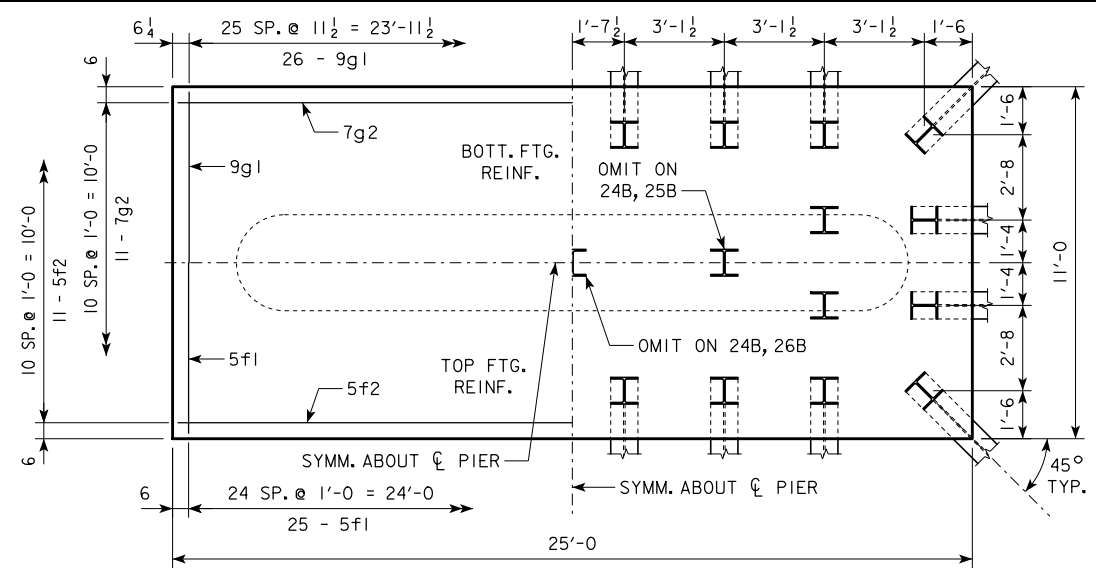 6¼
25 SP.@ 11½ = 23'-11½
26 - 9g1
1'-7½
3'-1½
3'-1½
3'-1½
1'-6
6
7g2
9g1
BOTT. FTG.
REINF.
OMIT ON
24B, 25B
10 SP.@ 1'-0 = 10'-0
11 - 5f2
10 SP.@ 1'-0 = 10'-0
11 - 7g2
1'-6
2'-8
1'-4
1'-4
2'-8
1'-6
11'-0
OMIT ON 24B, 26B
5f1
TOP FTG.
REINF.
5f2
6
SYMM. ABOUT ℄ PIER
SYMM. ABOUT ℄ PIER
45°
TYP.
6
24 SP.@ 1'-0 = 24'-0
25 - 5f1
25'-0